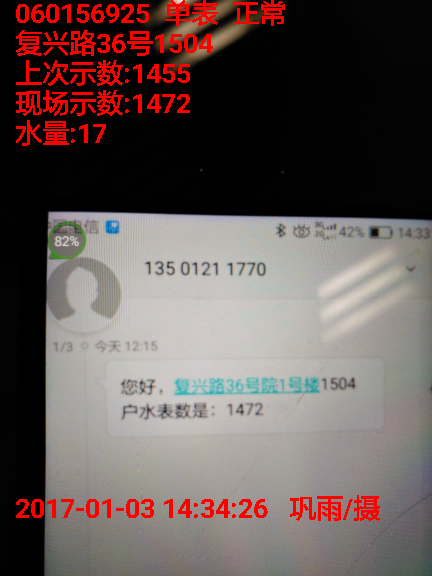 060156925 单表 正常
复兴路36号1504
上次示数:1455
现场示数:1472
水量:17
电信
42% 14:33
82%
135 0121 1770
1/3 今天 12:15
您好，复兴路36号院1号楼1504
户水表数是：1472
2017-01-03 14:34:26 巩雨/摄